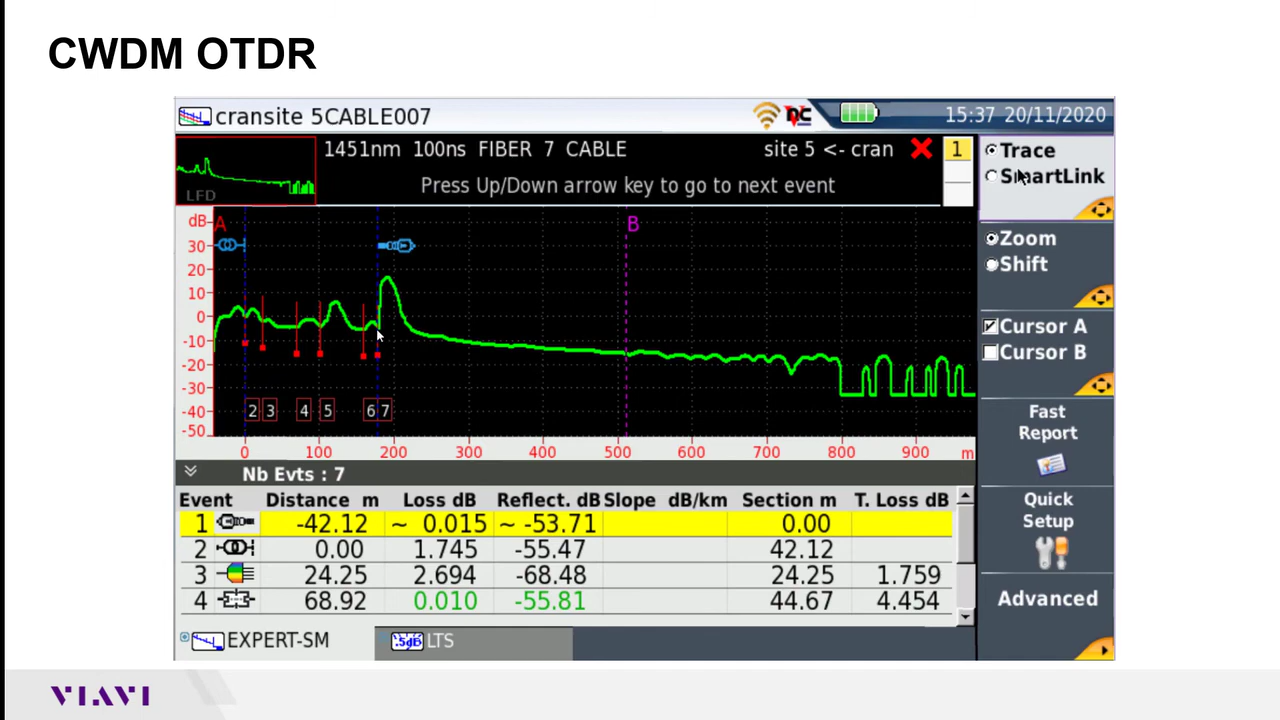 CWDM OTDR
cransite 5CABLE007
15:37 20/11/2020
LFD
1451nm 100ns FIBER 7 CABLE site 5 <- cran 1
Press Up/Down arrow key to go to next event
Trace
SmartLink
Zoom
Shift
Cursor A
Cursor B
Fast
Report
Quick
Setup
Advanced
dB A B
30
20
10
0
-10
-20
-30
-40
-50
2 3 4 5 6 7
0 100 200 300 400 500 600 700 800 900 m
Nb Evts : 7
Event Distance m Loss dB Reflect. dB Slope dB/km Section m T. Loss dB
1 -42.12 ~ 0.015 ~ -53.71 0.00
2 0.00 1.745 -55.47 42.12
3 24.25 2.694 -68.48 24.25 1.759
4 68.92 0.010 -55.81 44.67 4.454
EXPERT-SM
.5dB LTS
VIAVI